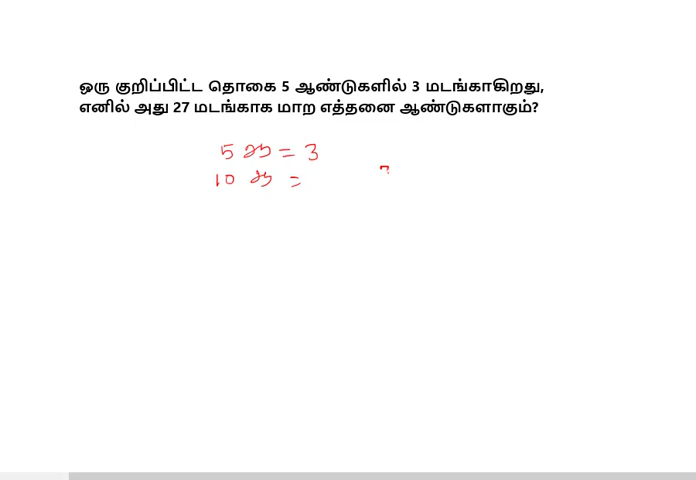 ஒரு குறிப்பிட்ட தொகை 5 ஆண்டுகளில் 3 மடங்காகிறது,
எனில் அது 27 மடங்காக மாற எத்தனை ஆண்டுகளாகும்?
5 ஆ = 3
10 ஆ =